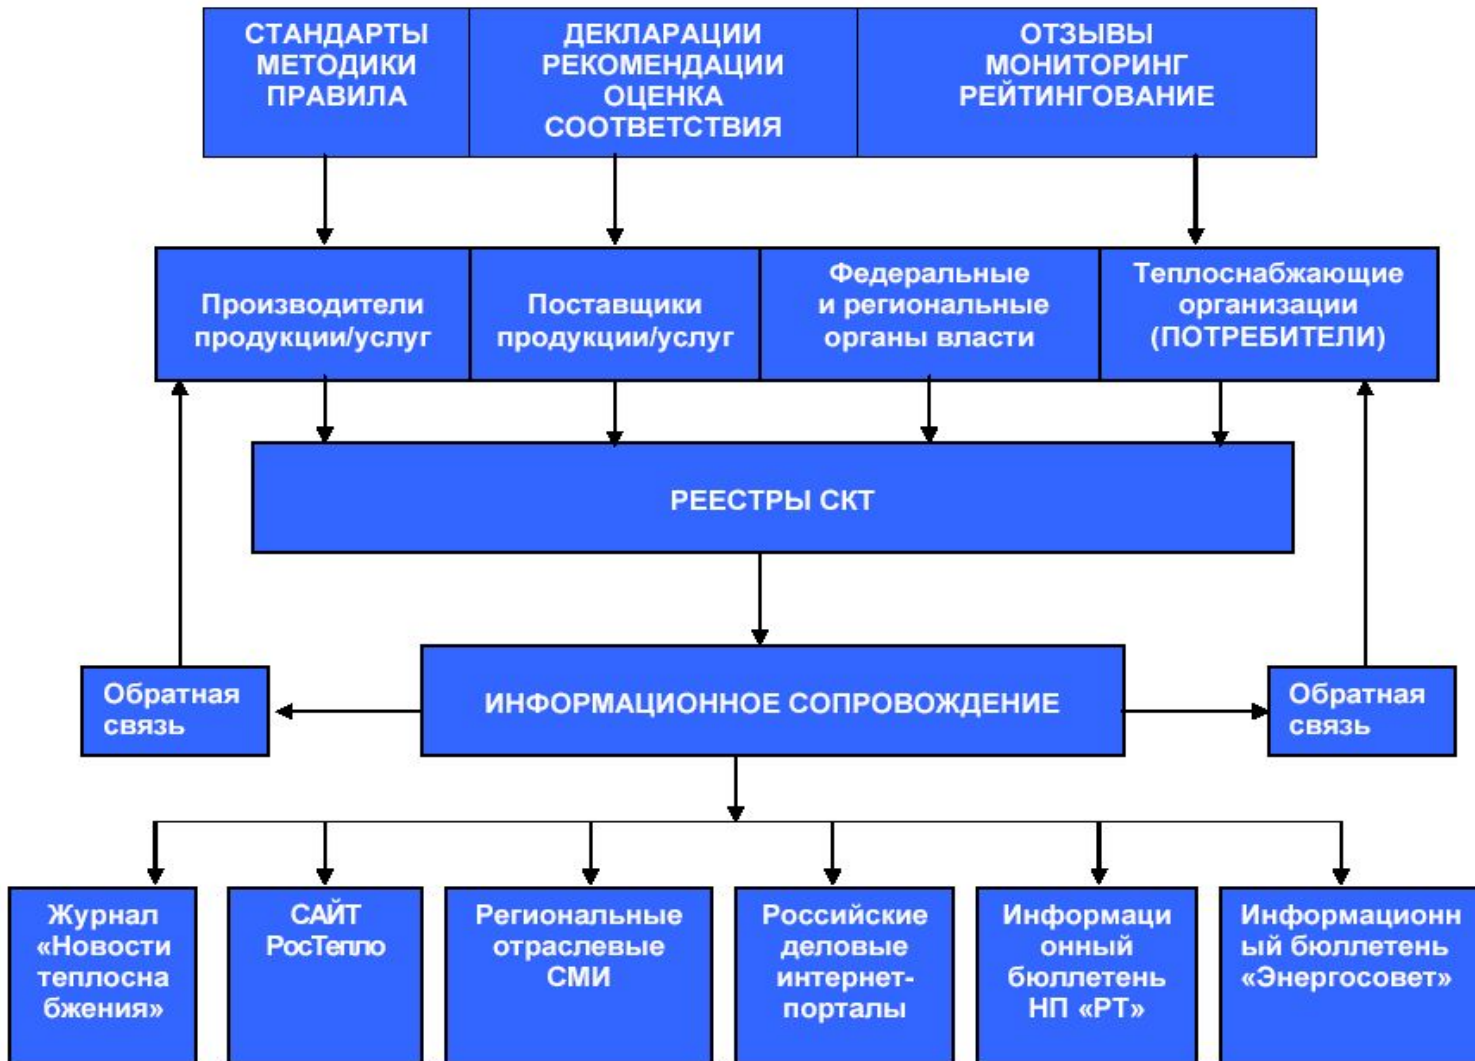 СТАНДАРТЫ
МЕТОДИКИ
ПРАВИЛА
ДЕКЛАРАЦИИ
РЕКОМЕНДАЦИИ
ОЦЕНКА
СООТВЕТСТВИЯ
ОТЗЫВЫ
МОНИТОРИНГ
РЕЙТИНГОВАНИЕ
Производители
продукции/услуг
Поставщики
продукции/услуг
Федеральные
и региональные
органы власти
Теплоснабжающие
организации
(ПОТРЕБИТЕЛИ)
РЕЕСТРЫ СКТ
Обратная
связь
ИНФОРМАЦИОННОЕ СОПРОВОЖДЕНИЕ
Обратная
связь
Журнал
«Новости
теплосна
бжения»
САЙТ
РосТепло
Региональные
отраслевые
СМИ
Российские
деловые
интернет-
порталы
Информаци
онный
бюллетень
НП «РТ»
Информационн
ый бюллетень
«Энергосовет»